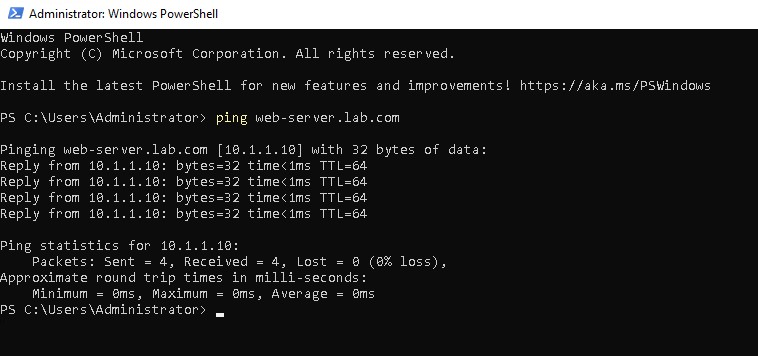 Administrator: Windows PowerShell
Windows PowerShell
Copyright (C) Microsoft Corporation. All rights reserved.
Install the latest PowerShell for new features and improvements! https://aka.ms/PSWindows
PS C:\Users\Administrator> ping web-server.lab.com
Pinging web-server.lab.com [10.1.1.10] with 32 bytes of data:
Reply from 10.1.1.10: bytes=32 time<1ms TTL=64
Reply from 10.1.1.10: bytes=32 time<1ms TTL=64
Reply from 10.1.1.10: bytes=32 time<1ms TTL=64
Reply from 10.1.1.10: bytes=32 time<1ms TTL=64
Ping statistics for 10.1.1.10:
    Packets: Sent = 4, Received = 4, Lost = 0 (0% loss),
Approximate round trip times in milli-seconds:
    Minimum = 0ms, Maximum = 0ms, Average = 0ms
PS C:\Users\Administrator>